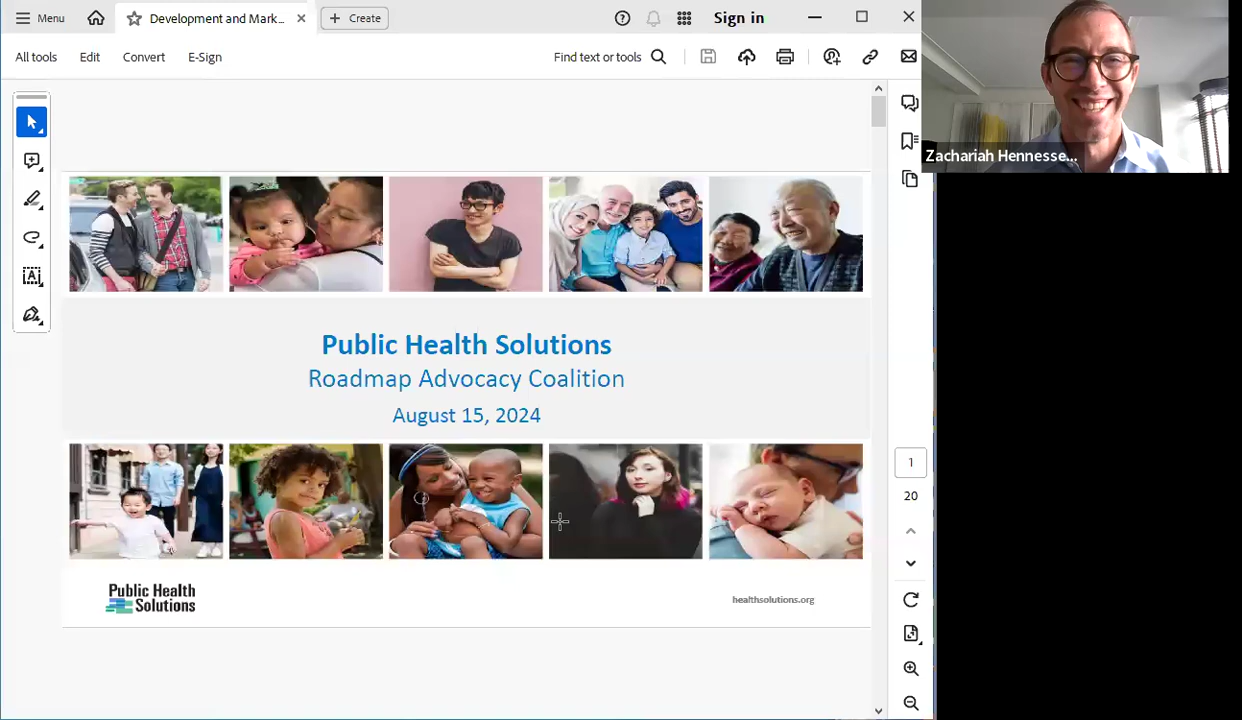 Menu
Development and Mark...
Create
Sign in
All tools
Edit
Convert
E-Sign
Find text or tools
Zachariah Hennesse...
Public Health Solutions
Roadmap Advocacy Coalition
August 15, 2024
1
20
Public Health
Solutions
healthsolutions.org